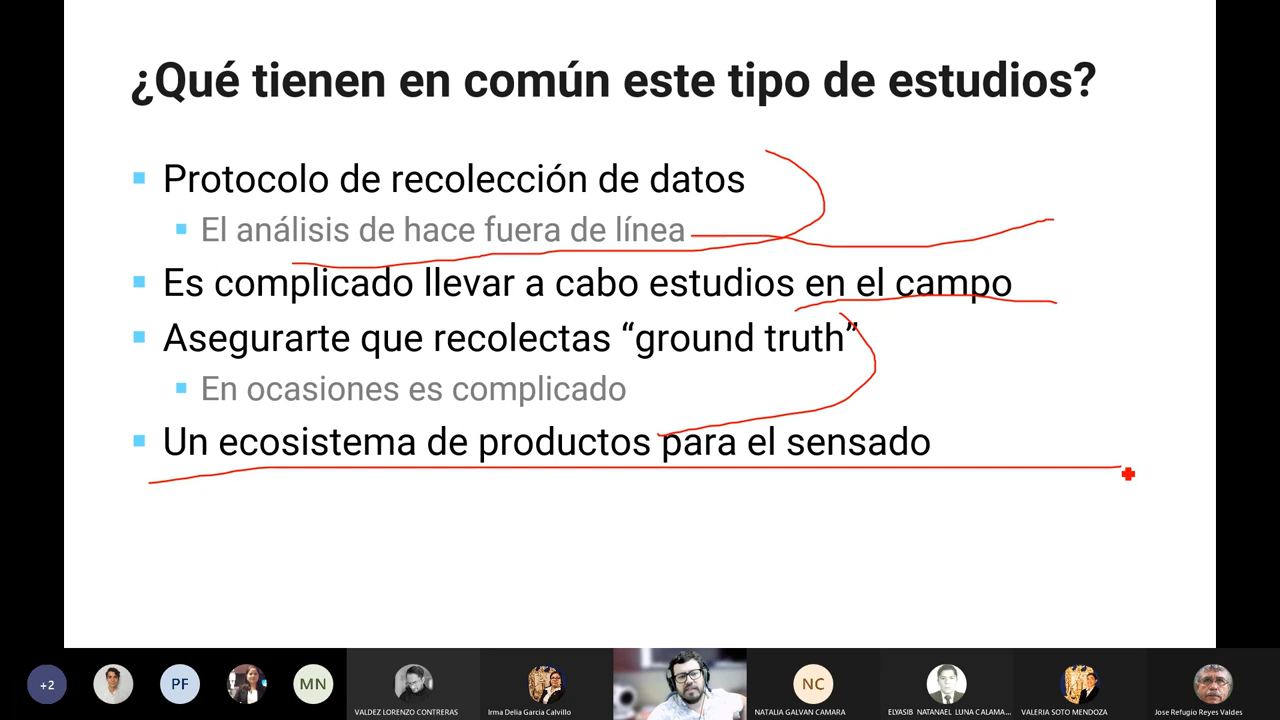 ¿Qué tienen en común este tipo de estudios?
Protocolo de recolección de datos
El análisis de hace fuera de línea
Es complicado llevar a cabo estudios en el campo
Asegurarte que recolectas “ground truth”
En ocasiones es complicado
Un ecosistema de productos para el sensado
+2
PF
MN
NC
VALDEZ LORENZO CONTRERAS
Irma Delia Garcia Calvillo
NATALIA GALVAN CAMARA
ELYASIB NATANAEL LUNA CALAMA...
VALERIA SOTO MENDOZA
Jose Refugio Reyes Valdes